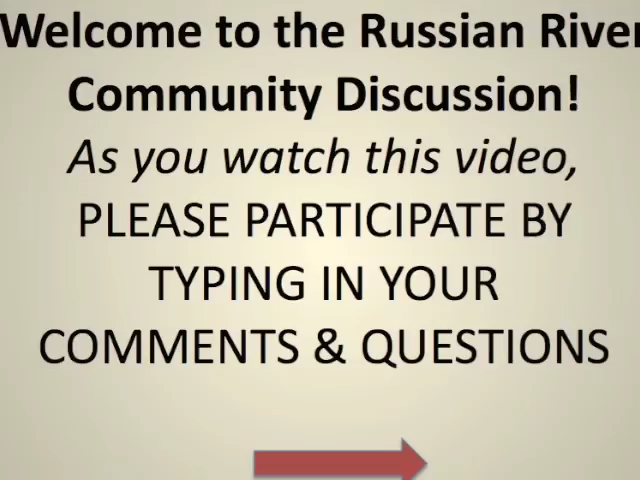 Welcome to the Russian River
Community Discussion!
As you watch this video,
PLEASE PARTICIPATE BY
TYPING IN YOUR
COMMENTS & QUESTIONS